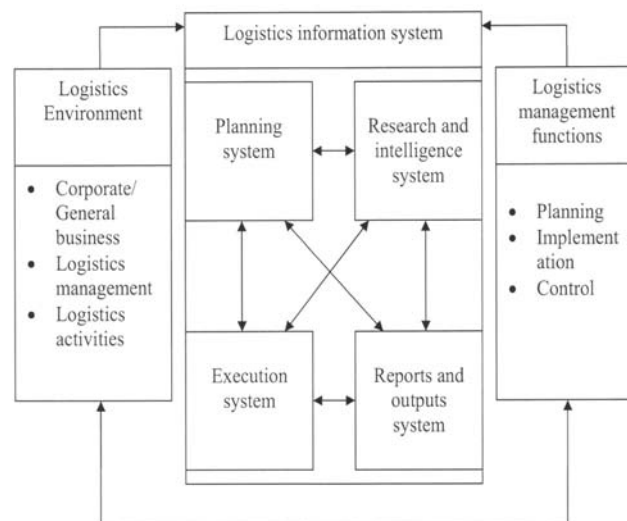 Logistics information system
Logistics
Environment
Corporate/
General
business
Logistics
management
Logistics
activities
Planning
system
Research and
intelligence
system
Execution
system
Reports and
outputs
system
Logistics
management
functions
Planning
Implement
ation
Control